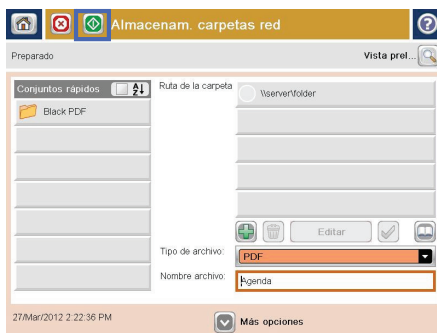 Almacenam. carpetas red
?
Preparado
Vista prel...
Conjuntos rápidos
A
Z
Ruta de la carpeta
\\server\folder
Black PDF
Editar
Tipo de archivo:
PDF
Nombre archivo:
Agenda
27/Mar/2012 2:22:36 PM
Más opciones